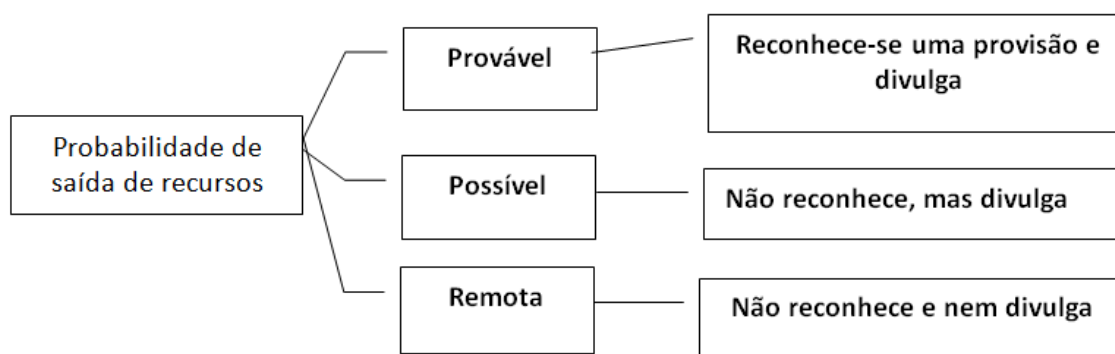 Probabilidade de
saída de recursos
Provável
Reconhece-se uma provisão e
divulga
Possível
Não reconhece, mas divulga
Remota
Não reconhece e nem divulga